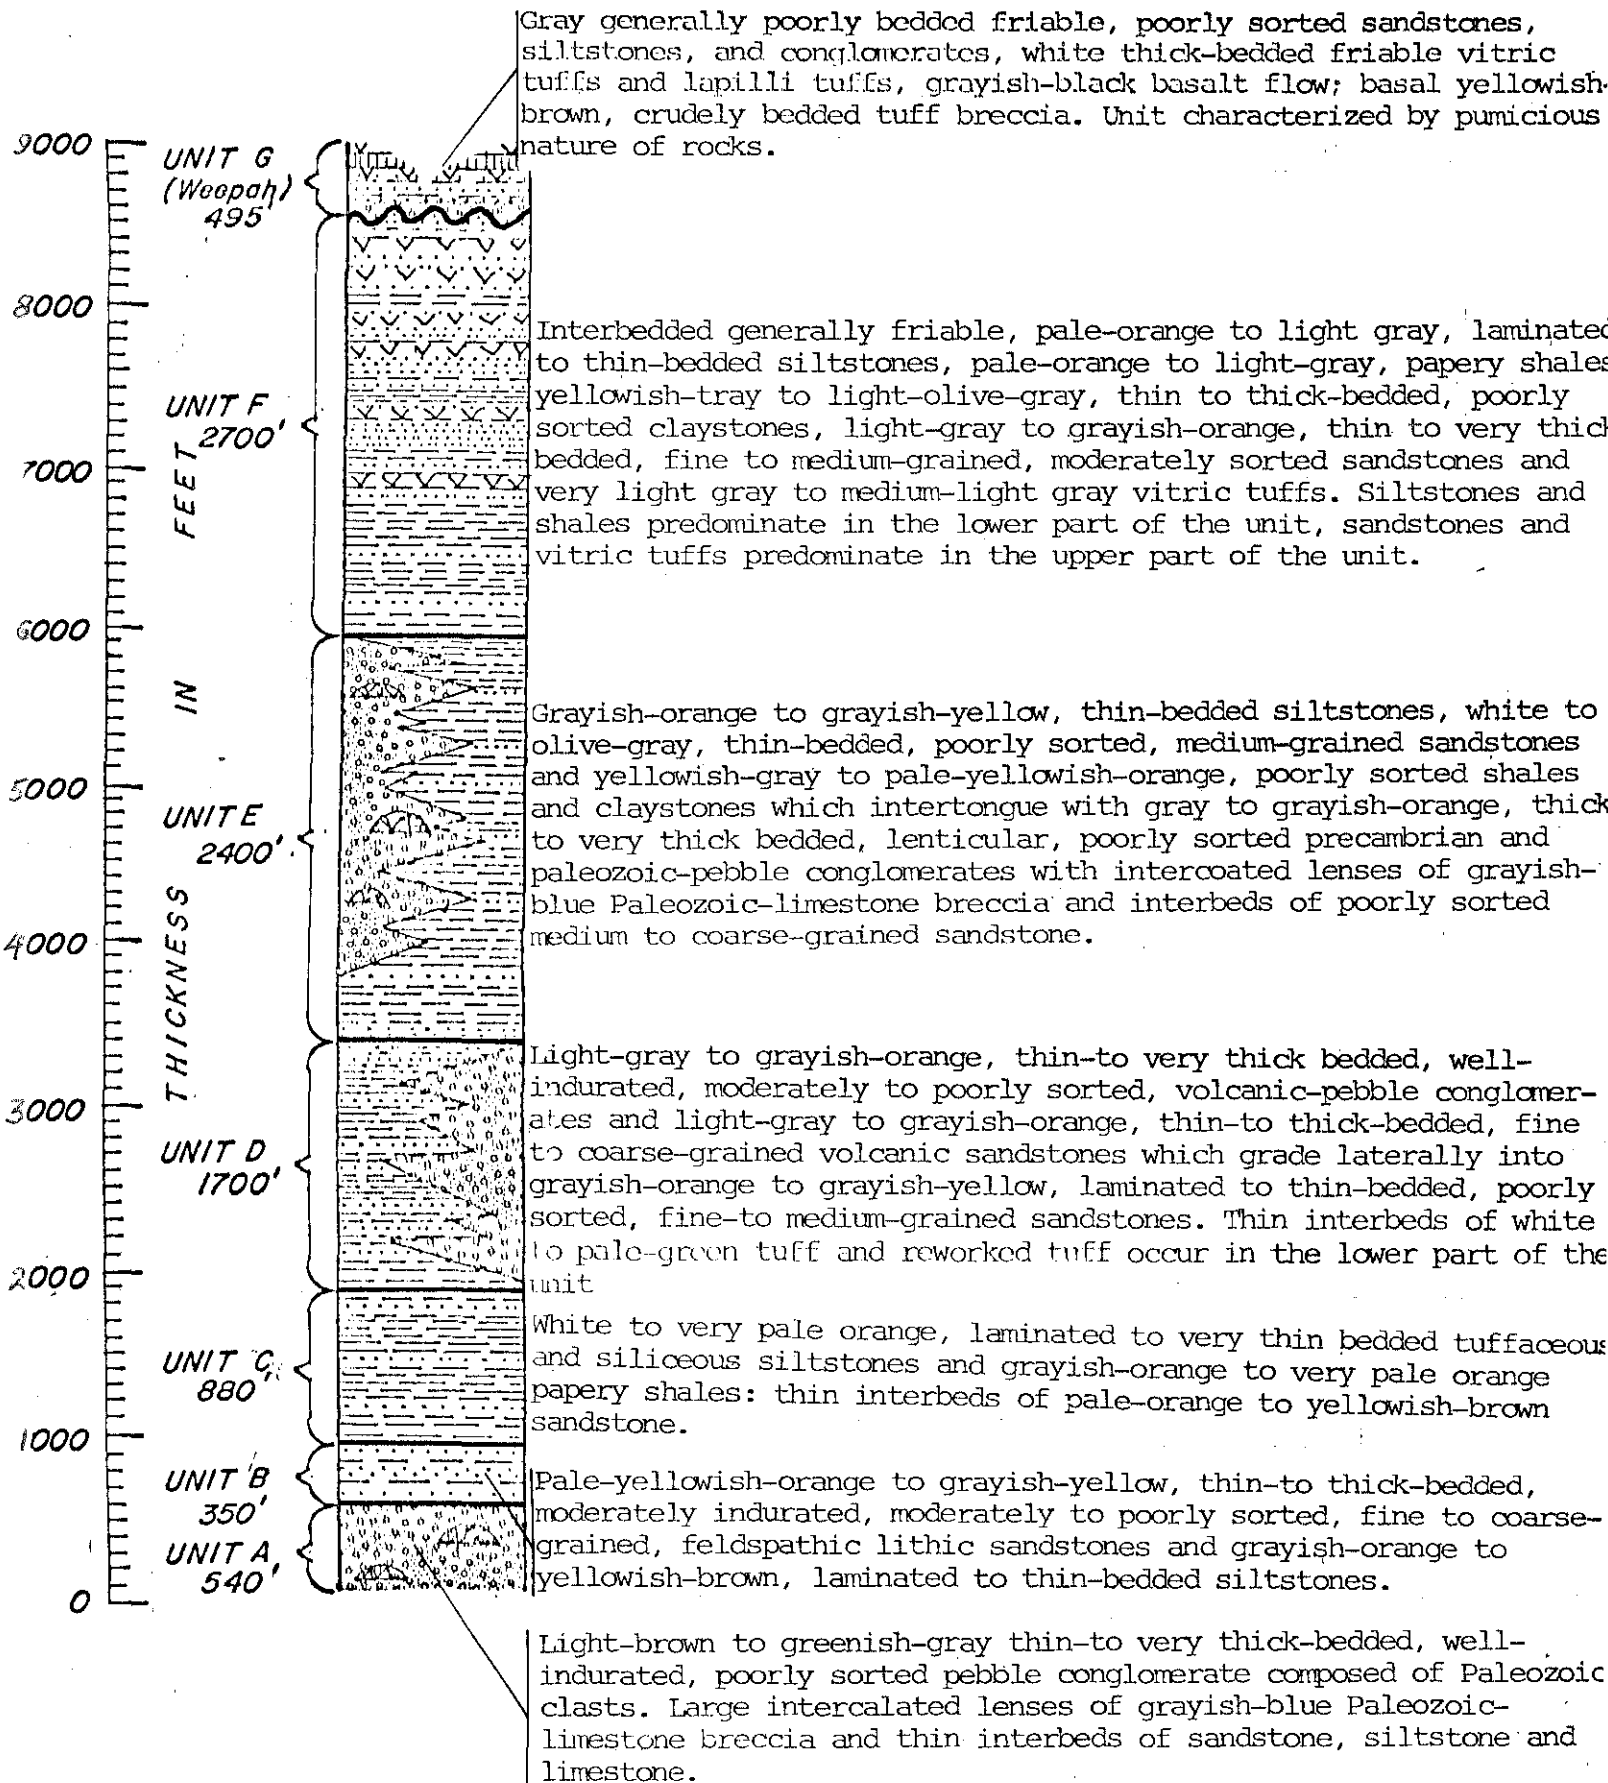 Gray generally poorly bedded friable, poorly sorted sandstones,
siltstones, and conglomerates, white thick-bedded friable vitric
tuffs and lapilli tuffs, grayish-black basalt flow; basal yellowish-
brown, crudely bedded tuff breccia. Unit characterized by pumicious
nature of rocks.
9000
UNIT G
(Weepah)
495'
8000
Interbedded generally friable, pale-orange to light gray, laminated
to thin-bedded siltstones, pale-orange to light-gray, papery shales
yellowish-tray to light-olive-gray, thin to thick-bedded, poorly
sorted claystones, light-gray to grayish-orange, thin to very thick
bedded, fine to medium-grained, moderately sorted sandstones and
very light gray to medium-light gray vitric tuffs. Siltstones and
shales predominate in the lower part of the unit, sandstones and
vitric tuffs predominate in the upper part of the unit.
UNIT F
2700'
7000
6000
THICKNESS IN FEET
Grayish-orange to grayish-yellow, thin-bedded siltstones, white to
olive-gray, thin-bedded, poorly sorted, medium-grained sandstones
and yellowish-gray to pale-yellowish-orange, poorly sorted shales
and claystones which intertongue with gray to grayish-orange, thick
to very thick bedded, lenticular, poorly sorted precambrian and
paleozoic-pebble conglomerates with intercoated lenses of grayish-
blue Paleozoic-limestone breccia and interbeds of poorly sorted
medium to coarse-grained sandstone.
5000
UNIT E
2400'
4000
Light-gray to grayish-orange, thin-to very thick bedded, well-
indurated, moderately to poorly sorted, volcanic-pebble conglomer-
ates and light-gray to grayish-orange, thin-to thick-bedded, fine
to coarse-grained volcanic sandstones which grade laterally into
grayish-orange to grayish-yellow, laminated to thin-bedded, poorly
sorted, fine-to medium-grained sandstones. Thin interbeds of white
to pale-green tuff and reworked tuff occur in the lower part of the
unit
3000
UNIT D
1700'
2000
White to very pale orange, laminated to very thin bedded tuffaceous
and siliceous siltstones and grayish-orange to very pale orange
papery shales: thin interbeds of pale-orange to yellowish-brown
sandstone.
UNIT C
880'
1000
Pale-yellowish-orange to grayish-yellow, thin-to thick-bedded,
moderately indurated, moderately to poorly sorted, fine to coarse-
grained, feldspathic lithic sandstones and grayish-orange to
yellowish-brown, laminated to thin-bedded siltstones.
UNIT B
350'
UNIT A
540'
0
Light-brown to greenish-gray thin-to very thick-bedded, well-
indurated, poorly sorted pebble conglomerate composed of Paleozoic
clasts. Large intercalated lenses of grayish-blue Paleozoic-
limestone breccia and thin interbeds of sandstone, siltstone and
limestone.